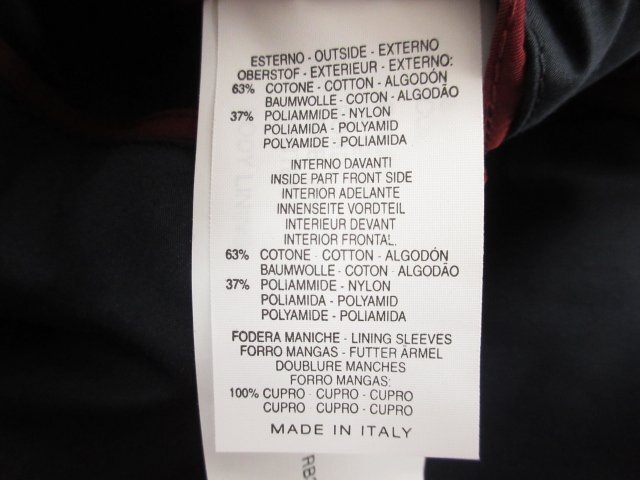 ESTERNO - OUTSIDE - EXTERNO
OBERSTOF - EXTERIEUR - EXTERNO:
63% COTONE - COTTON - ALGODÓN
BAUMWOLLE - COTON - ALGODÃO
37% POLIAMMIDE - NYLON
POLIAMIDA - POLYAMID
POLYAMIDE - POLIAMIDA
INTERNO DAVANTI
INSIDE PART FRONT SIDE
INTERIOR ADELANTE
INNENSEITE VORDTEIL
INTERIEUR DEVANT
INTERIOR FRONTAL.
63% COTONE - COTTON - ALGODÓN
BAUMWOLLE - COTON - ALGODÃO
37% POLIAMMIDE - NYLON
POLIAMIDA - POLYAMID
POLYAMIDE - POLIAMIDA
FODERA MANICHE - LINING SLEEVES
FORRO MANGAS - FUTTER ÄRMEL
DOUBLURE MANCHES
FORRO MANGAS:
100% CUPRO - CUPRO - CUPRO
CUPRO - CUPRO - CUPRO
MADE IN ITALY